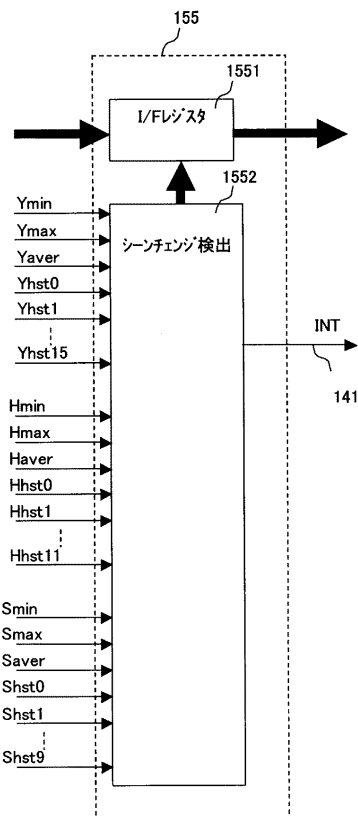 155
1551
I/Fレジスタ
1552
シーンチェンジ検出
Ymin
Ymax
Yaver
Yhst0
Yhst1
Yhst15
INT
141
Hmin
Hmax
Haver
Hhst0
Hhst1
Hhst11
Smin
Smax
Saver
Shst0
Shst1
Shst9